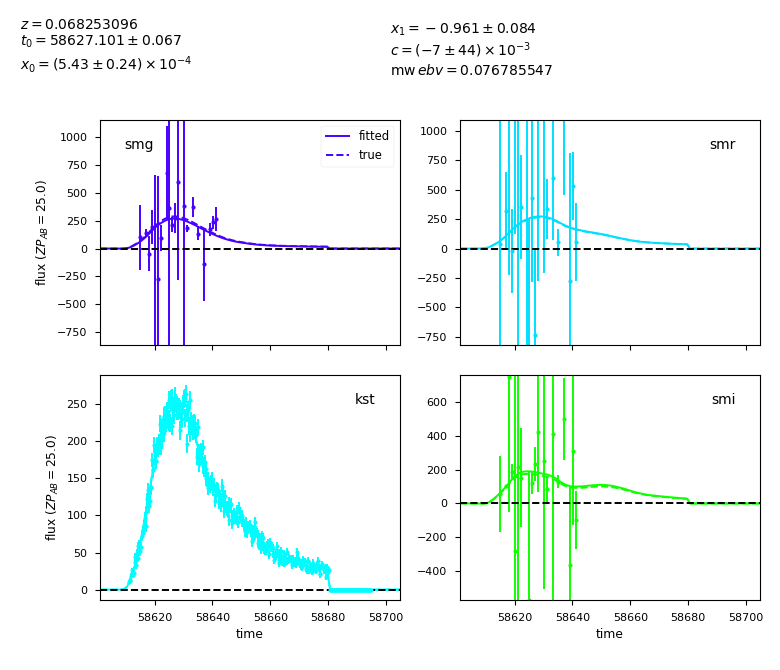 z = 0.068253096
t₀ = 58627.101 ± 0.067
x₀ = (5.43 ± 0.24) × 10⁻⁴
x₁ = −0.961 ± 0.084
c = (−7 ± 44) × 10⁻³
mw ebv = 0.076785547
smg
fitted
true
flux (ZP_AB = 25.0)
1000
750
500
250
0
−250
−500
−750
smr
1000
750
500
250
0
−250
−500
−750
kst
flux (ZP_AB = 25.0)
250
200
150
100
50
0
58620 58640 58660 58680 58700
time
smi
600
400
200
0
−200
−400
58620 58640 58660 58680 58700
time